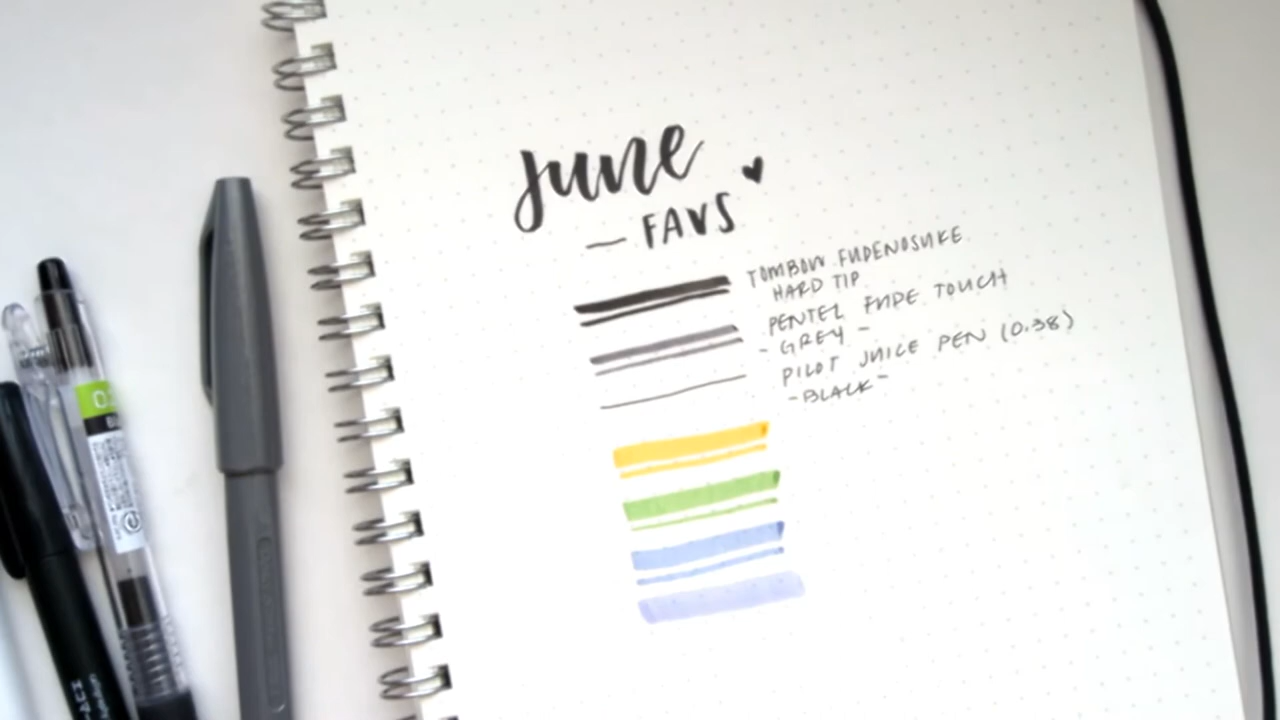 June
— FAVS
TOMBOW FUDENOSUKE
HARD TIP
PENTEL FUDE TOUCH
- GREY -
PILOT JUICE PEN (0.38)
- BLACK -